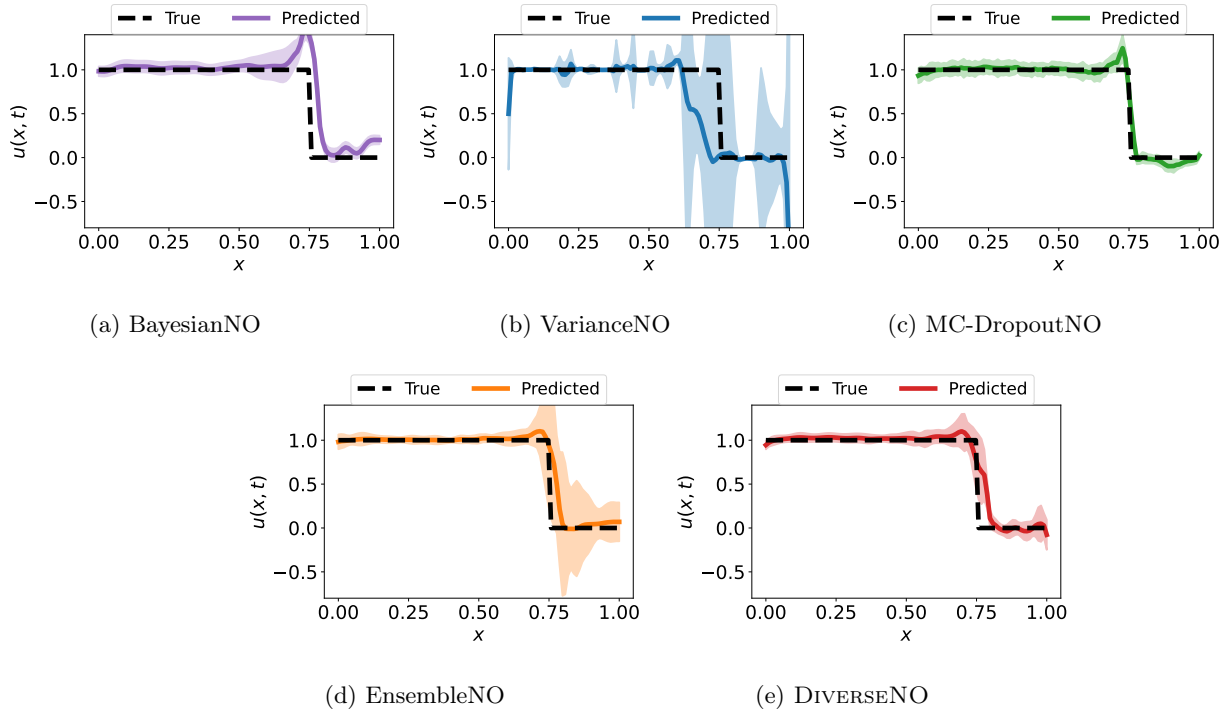 True Predicted
1.0
0.5
0.0
−0.5
u(x, t)
0.00 0.25 0.50 0.75 1.00
x
(a) BayesianNO
True Predicted
1.0
0.5
0.0
−0.5
u(x, t)
0.00 0.25 0.50 0.75 1.00
x
(b) VarianceNO
True Predicted
1.0
0.5
0.0
−0.5
u(x, t)
0.00 0.25 0.50 0.75 1.00
x
(c) MC-DropoutNO
True Predicted
1.0
0.5
0.0
−0.5
u(x, t)
0.00 0.25 0.50 0.75 1.00
x
(d) EnsembleNO
True Predicted
1.0
0.5
0.0
−0.5
u(x, t)
0.00 0.25 0.50 0.75 1.00
x
(e) DIVERSENO